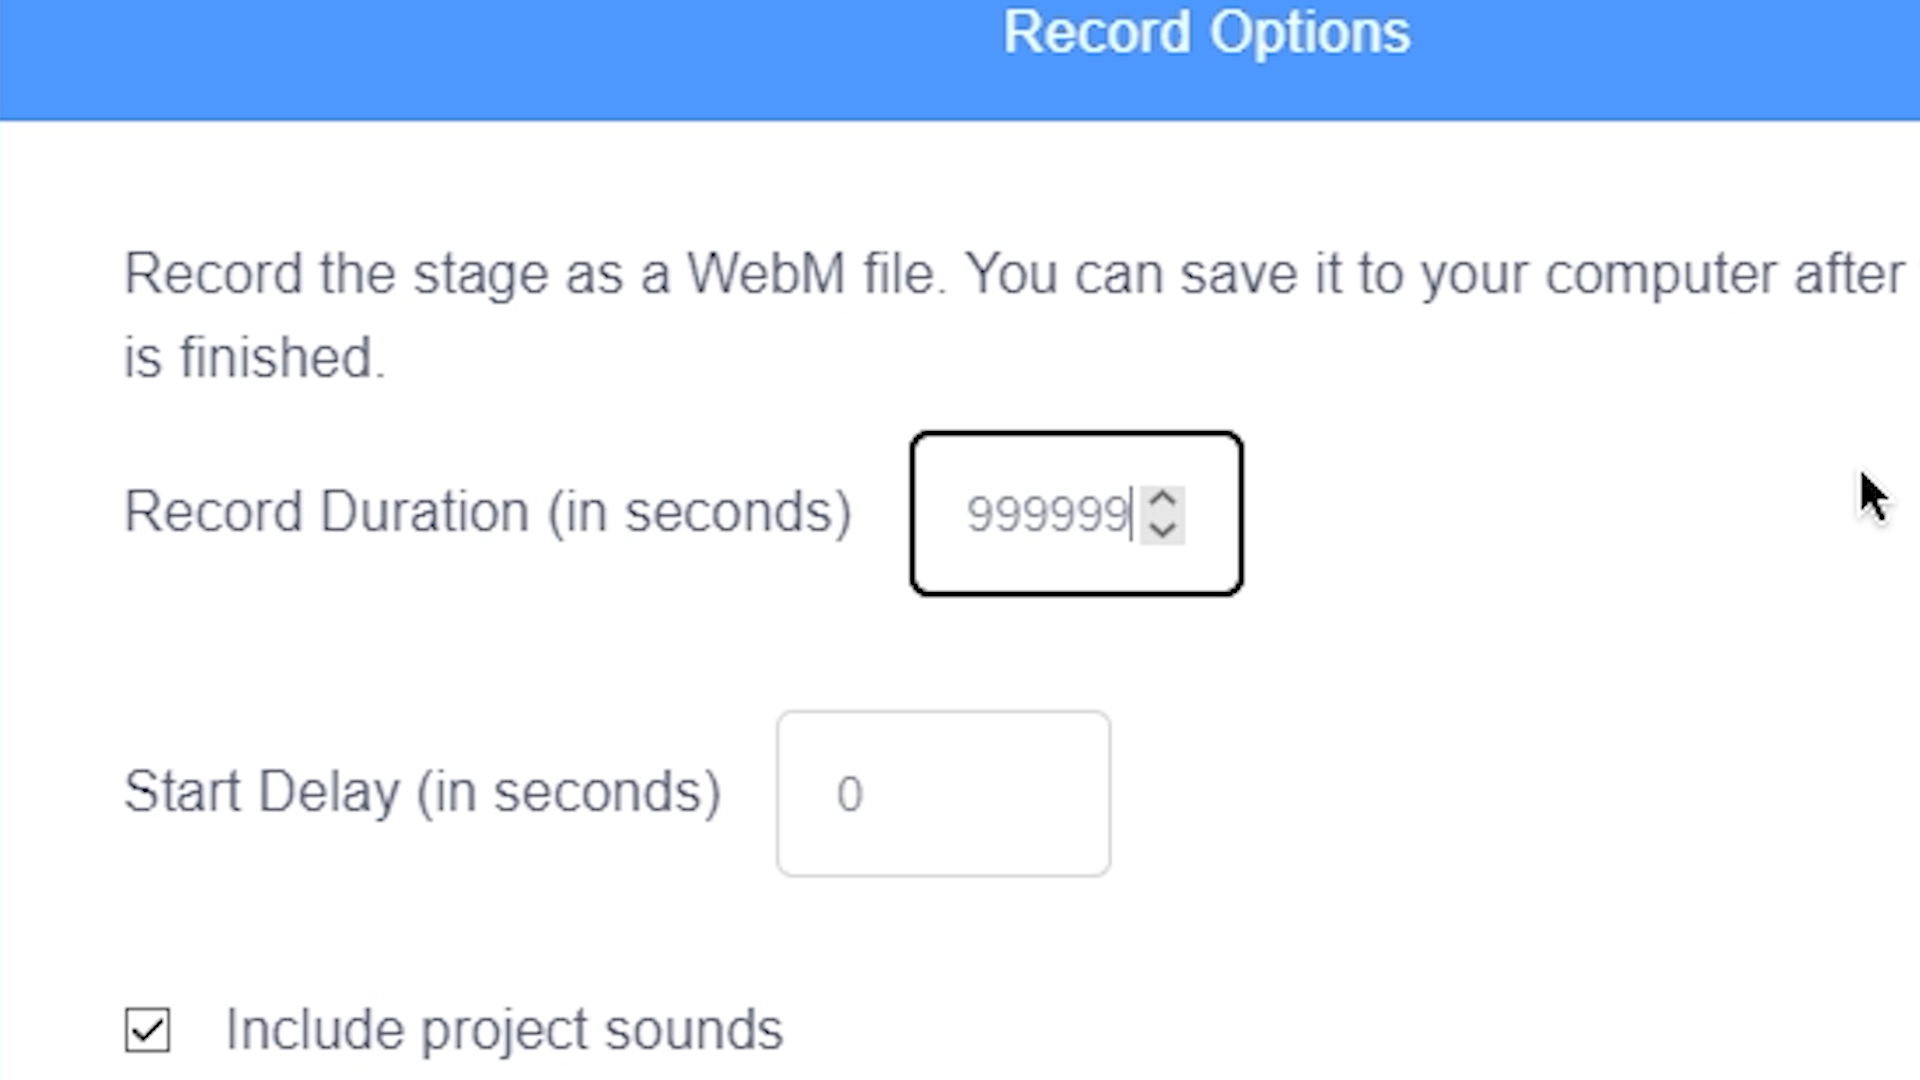 Record Options
Record the stage as a WebM file. You can save it to your computer after
is finished.
Record Duration (in seconds) 999999
Start Delay (in seconds) 0
Include project sounds